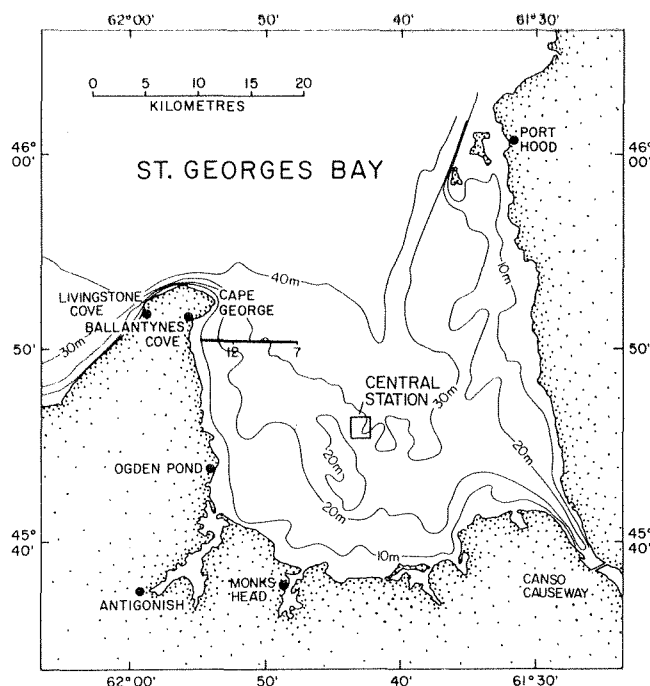 62°00' 50' 40' 61°30'
0 5 10 20
KILOMETRES
46°
00'
PORT
HOOD
ST. GEORGES BAY
10m
40m
LIVINGSTONE
COVE
CAPE
GEORGE
BALLANTYNES
COVE
30m
50'
50'
12 7
CENTRAL
STATION
30m
20m
OGDEN POND
20m
20m
45°
40'
45°
40'
10m
MONKS
HEAD
ANTIGONISH
CANSO
CAUSEWAY
62°00' 50' 40' 61°30'